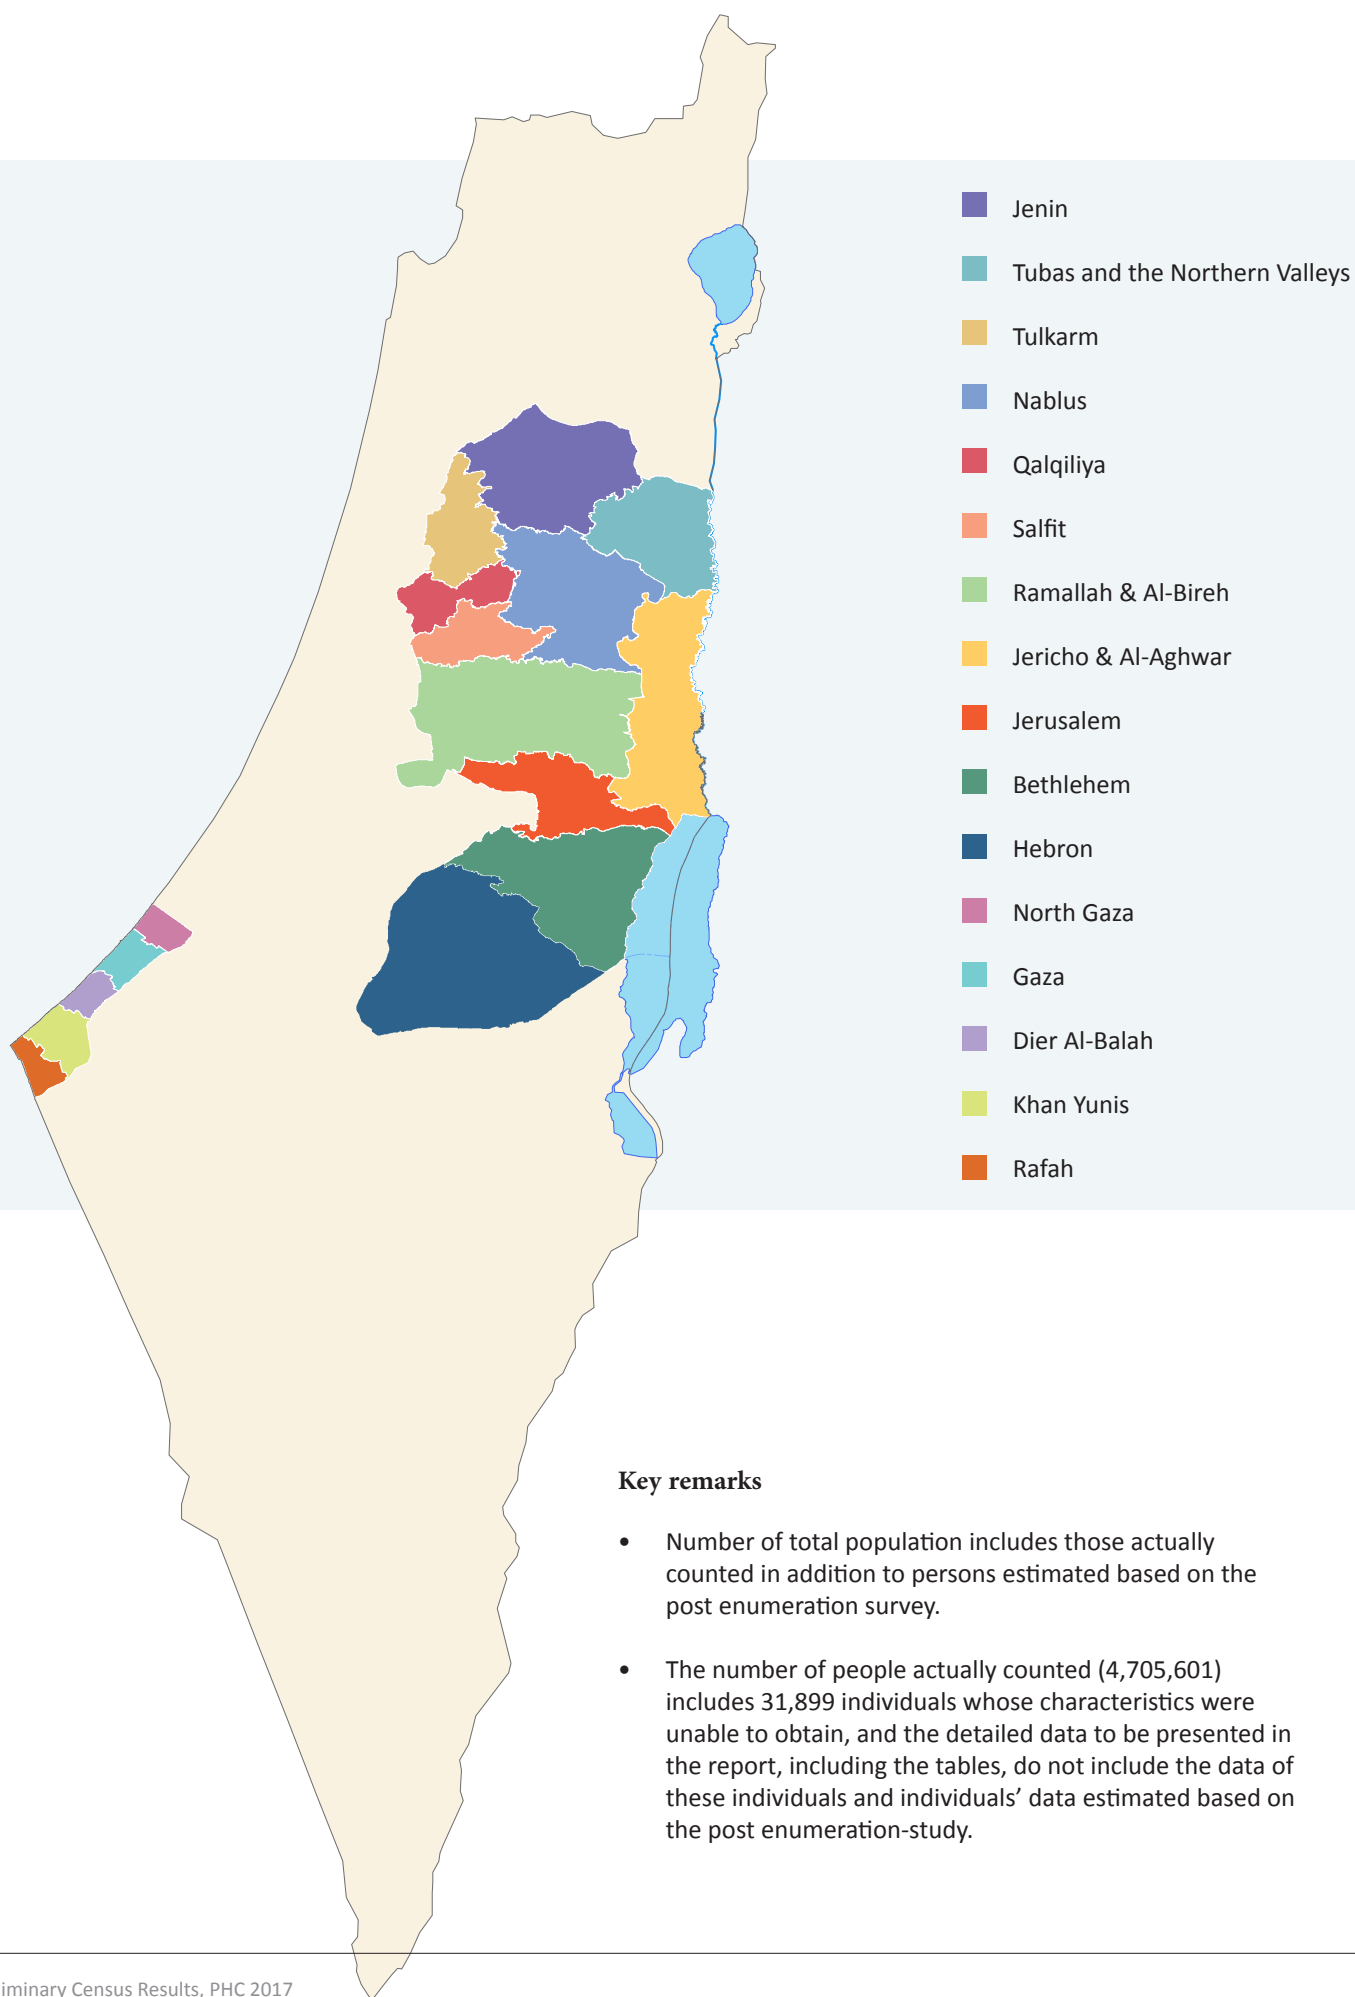 Jenin
Tubas and the Northern Valleys
Tulkarm
Nablus
Qalqiliya
Salfit
Ramallah & Al-Bireh
Jericho & Al-Aghwar
Jerusalem
Bethlehem
Hebron
North Gaza
Gaza
Dier Al-Balah
Khan Yunis
Rafah
Key remarks
• Number of total population includes those actually
counted in addition to persons estimated based on the
post enumeration survey.
• The number of people actually counted (4,705,601)
includes 31,899 individuals whose characteristics were
unable to obtain, and the detailed data to be presented in
the report, including the tables, do not include the data of
these individuals and individuals’ data estimated based on
the post enumeration-study.
Census Results, PHC 2017